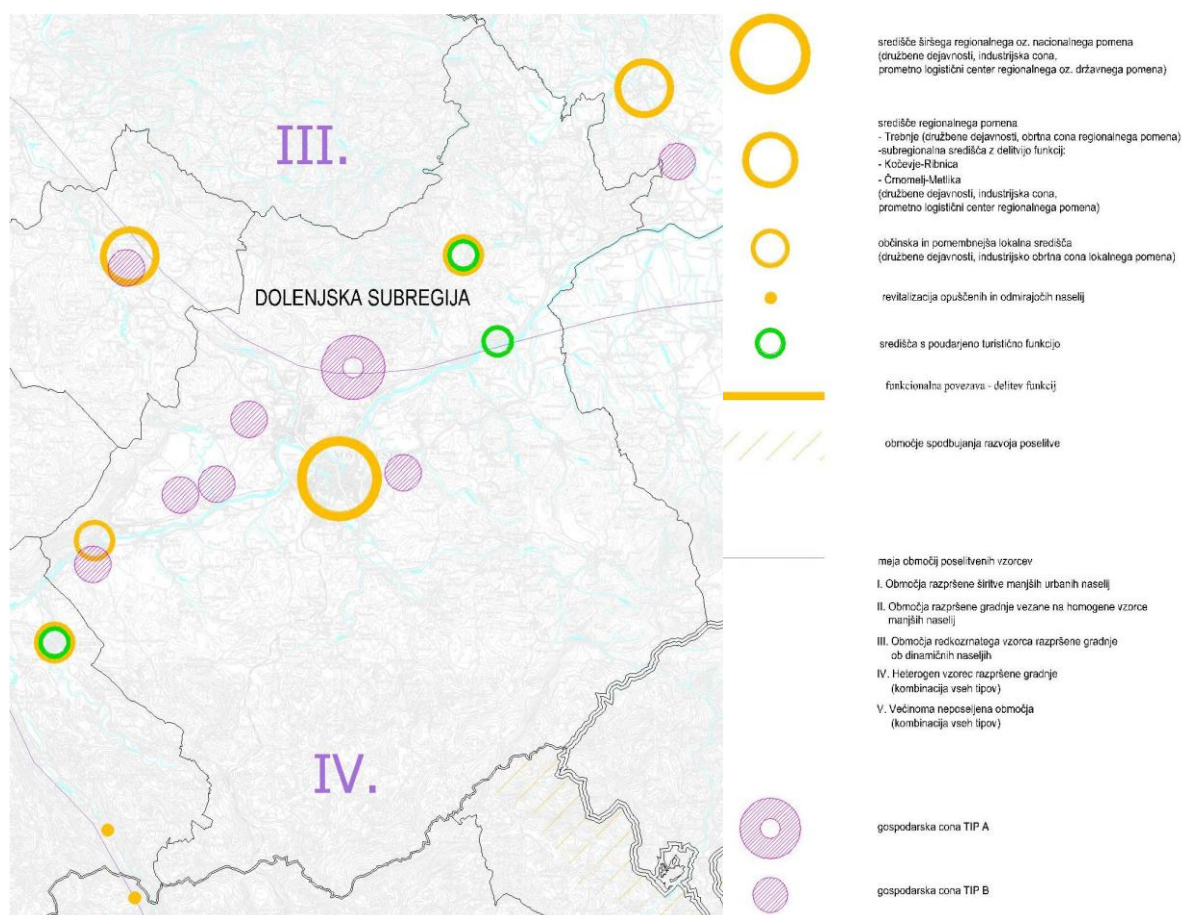 III.
DOLENJSKA SUBREGIJA
IV.
središče širšega regionalnega oz. nacionalnega pomena
(družbene dejavnosti, industrijska cona,
prometno logistični center regionalnega oz. državnega pomena)
središče regionalnega pomena
- Trebnje (družbene dejavnosti, obrtna cona regionalnega pomena)
-subregionalna središča z delitvijo funkcij:
- Kočevje-Ribnica
- Črnomelj-Metlika
(družbene dejavnosti, industrijska cona,
prometno logistični center regionalnega pomena)
občinska in pomembnejša lokalna središča
(družbene dejavnosti, industrijsko obrtna cona lokalnega pomena)
revitalizacija opuščenih in odmirajočih naselij
središča s poudarjeno turistično funkcijo
funkcionalna povezava - delitev funkcij
območje spodbujanja razvoja poselitve
meja območij poselitvenih vzorcev
I. Območja razpršene širitve manjših urbanih naselij
II. Območja razpršene gradnje vezane na homogene vzorce
manjših naselij
III. Območja redkozrnatega vzorca razpršene gradnje
ob dinamičnih naseljih
IV. Heterogen vzorec razpršene gradnje
(kombinacija vseh tipov)
V. Večinoma neposeljena območja
(kombinacija vseh tipov)
gospodarska cona TIP A
gospodarska cona TIP B